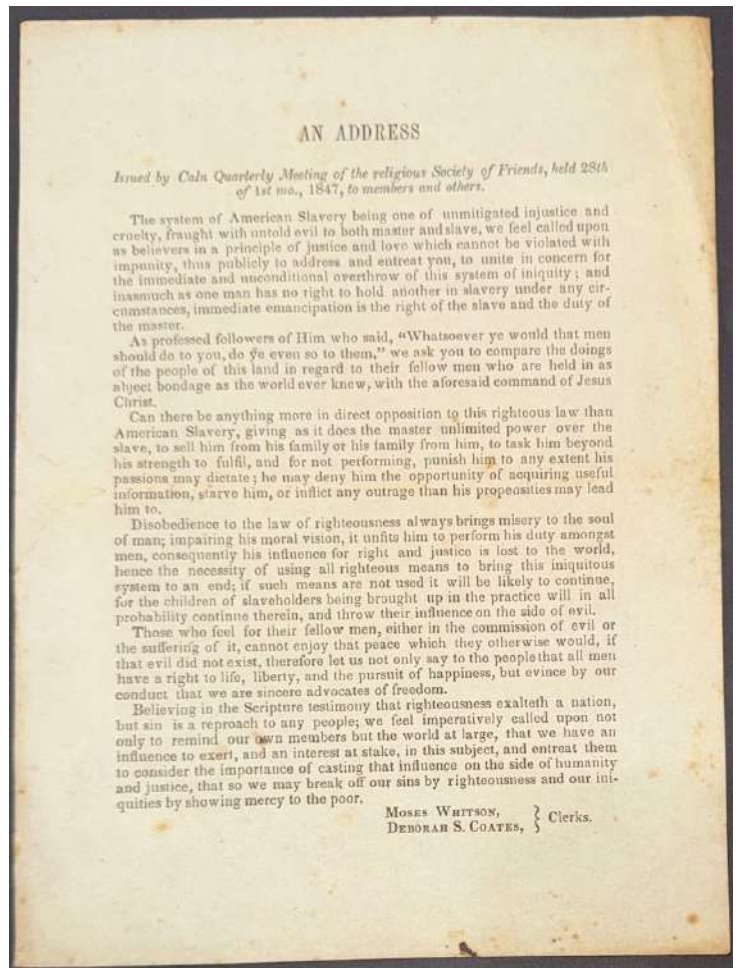 AN ADDRESS
Issued by Caln Quarterly Meeting of the religious Society of Friends, held 28th
of 1st mo., 1847, to members and others.
The system of American Slavery being one of unmitigated injustice and
cruelty, fraught with untold evil to both master and slave, we feel called upon
as believers in a principle of justice and love which cannot be violated with
impunity, thus publicly to address and entreat you, to unite in concern for
the immediate and unconditional overthrow of this system of iniquity; and
inasmuch as one man has no right to hold another in slavery under any cir-
cumstances, immediate emancipation is the right of the slave and the duty of
the master.
As professed followers of Him who said, "Whatsoever ye would that men
should do to you, do ye even so to them," we ask you to compare the doings
of the people of this land in regard to their fellow men who are held in as
abject bondage as the world ever knew, with the aforesaid command of Jesus
Christ.
Can there be anything more in direct opposition to this righteous law than
American Slavery, giving as it does the master unlimited power over the
slave, to sell him from his family or his family from him, to task him beyond
his strength to fulfil, and for not performing, punish him to any extent his
passions may dictate; he may deny him the opportunity of acquiring useful
information, starve him, or inflict any outrage than his propensities may lead
him to.
Disobedience to the law of righteousness always brings misery to the soul
of man; impairing his moral vision, it unfits him to perform his duty amongst
men, consequently his influence for right and justice is lost to the world,
hence the necessity of using all righteous means to bring this iniquitous
system to an end; if such means are not used it will be likely to continue,
for the children of slaveholders being brought up in the practice will in all
probability continue therein, and throw their influence on the side of evil.
Those who feel for their fellow men, either in the commission of evil or
the suffering of it, cannot enjoy that peace which they otherwise would, if
that evil did not exist, therefore let us not only say to the people that all men
have a right to life, liberty, and the pursuit of happiness, but evince by our
conduct that we are sincere advocates of freedom.
Believing in the Scripture testimony that righteousness exalteth a nation,
but sin is a reproach to any people; we feel imperatively called upon not
only to remind our own members but the world at large, that we have an
influence to exert, and an interest at stake, in this subject, and entreat them
to consider the importance of casting that influence on the side of humanity
and justice, that so we may break off our sins by righteousness and our ini-
quities by showing mercy to the poor.
MOSES WHITSON,
DEBORAH S. COATES, } Clerks.